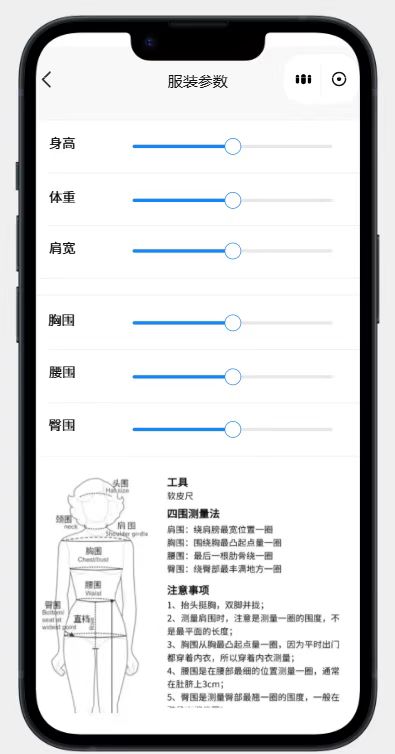 服装参数
身高
体重
肩宽
胸围
腰围
臀围
头围
Hat size
颈围
neck
肩围
Shoulder girdle
胸围
Chest/bust
腰围
Waist
臀围
Bottom/
seat at
widest point
直裆
工具
软皮尺
四围测量法
肩围：绕肩膀最宽位置一圈
胸围：围绕胸最凸起点量一圈
腰围：最后一根肋骨绕一圈
臀围：绕臀部最丰满地方一圈
注意事项
1、抬头挺胸，双脚并拢；
2、测量肩围时，注意是测量一圈的围度，不
是最平面的长度；
3、胸围从胸最凸起点量一圈，因为平时出门
都穿着内衣，所以穿着内衣测量；
4、腰围是在腰部最细的位置测量一圈，通常
在肚脐上3cm；
5、臀围是测量臀部最翘一圈的围度，一般在